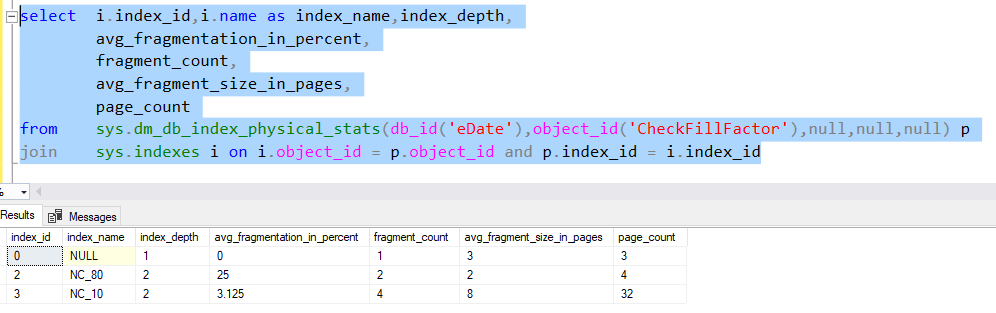 select i.index_id,i.name as index_name,index_depth,
avg_fragmentation_in_percent,
fragment_count,
avg_fragment_size_in_pages,
page_count
from sys.dm_db_index_physical_stats(db_id('eDate'),object_id('CheckFillFactor'),null,null,null) p
join sys.indexes i on i.object_id = p.object_id and p.index_id = i.index_id
%
Results Messages
index_id index_name index_depth avg_fragmentation_in_percent fragment_count avg_fragment_size_in_pages page_count
0 NULL 1 0 1 3 3
2 NC_80 2 25 2 2 4
3 NC_10 2 3.125 4 8 32